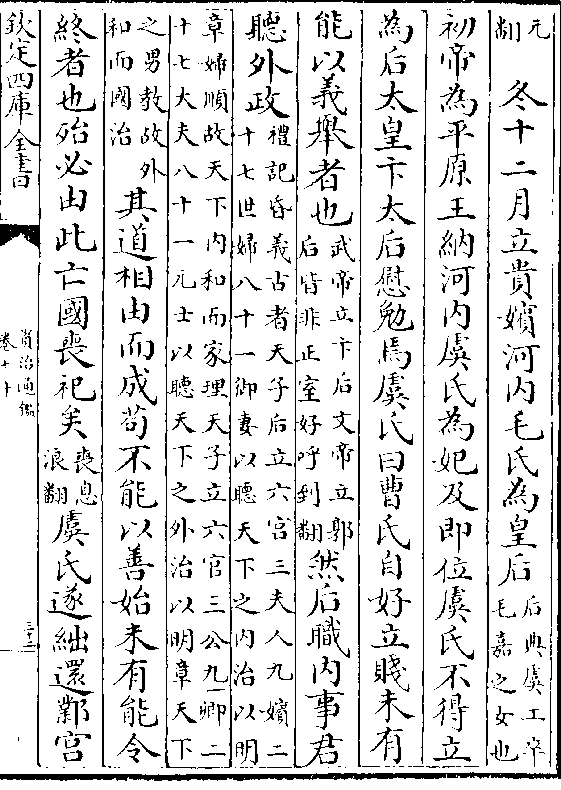 元
翻
冬十二月立貴嬪河内毛氏為皇后
后典虞工卒
毛嘉之女也
初帝為平原王納河内虞氏為妃及即位虞氏不得立
為后太皇卞太后慰勉焉虞氏曰曹氏自好立賤未有
能以義舉者也
武帝立卞后文帝立郭
后皆非正室好呼到翻
然后職内事君
聽外政
禮記昏義古者天子后立六宫三夫人九嬪二
十七世婦八十一御妻以聽天下之内治以明
章婦順故天下内和而家理天子立六官三公九卿二
十七大夫八十一元士以聽天下之外治以明章天下
之男教故外
和而國治
其道相由而成苟不能以善始未有能令
終者也殆必由此亡國喪祀矣
喪息
浪翻
虞氏遂絀還鄴宫
欽定四庫全書
資治通鑑
卷七十